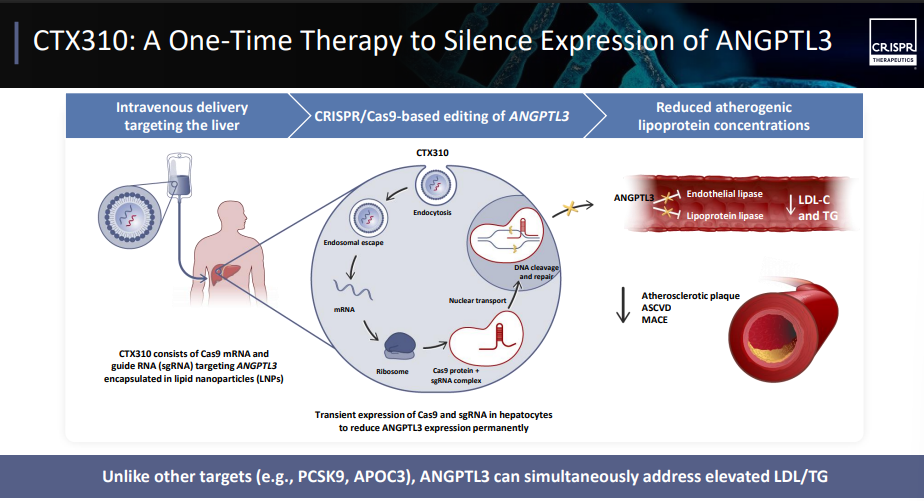 CTX310: A One-Time Therapy to Silence Expression of ANGPTL3
CRISPR
THERAPEUTICS
Intravenous delivery
targeting the liver
CRISPR/Cas9-based editing of ANGPTL3
Reduced atherogenic
lipoprotein concentrations
CTX310 consists of Cas9 mRNA and
guide RNA (sgRNA) targeting ANGPTL3
encapsulated in lipid nanoparticles (LNPs)
CTX310
Endocytosis
Endosomal escape
mRNA
Ribosome
Cas9 protein +
sgRNA complex
Nuclear transport
DNA cleavage
and repair
Transient expression of Cas9 and sgRNA in hepatocytes
to reduce ANGPTL3 expression permanently
ANGPTL3
Endothelial lipase
Lipoprotein lipase
LDL-C
and TG
Atherosclerotic plaque
ASCVD
MACE
Unlike other targets (e.g., PCSK9, APOC3), ANGPTL3 can simultaneously address elevated LDL/TG